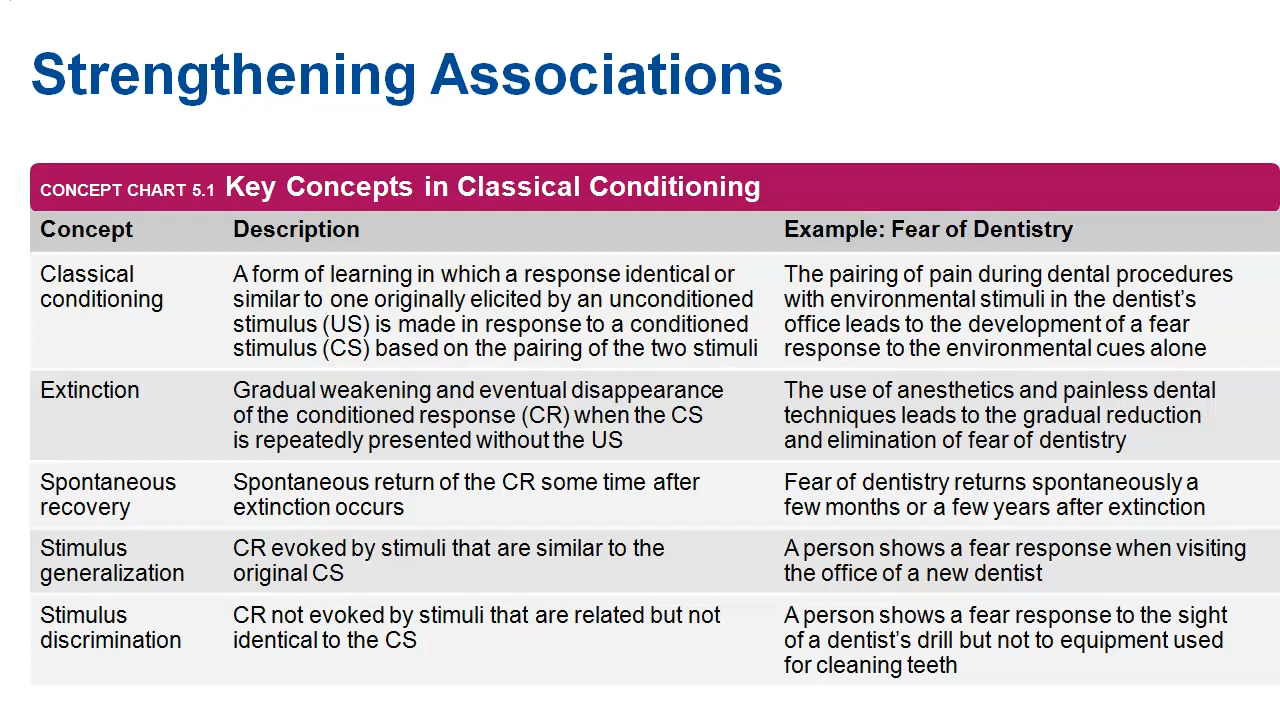 Strengthening Associations
CONCEPT CHART 5.1 Key Concepts in Classical Conditioning
Concept Description Example: Fear of Dentistry
Classical
conditioning
A form of learning in which a response identical or
similar to one originally elicited by an unconditioned
stimulus (US) is made in response to a conditioned
stimulus (CS) based on the pairing of the two stimuli
The pairing of pain during dental procedures
with environmental stimuli in the dentist’s
office leads to the development of a fear
response to the environmental cues alone
Extinction
Gradual weakening and eventual disappearance
of the conditioned response (CR) when the CS
is repeatedly presented without the US
The use of anesthetics and painless dental
techniques leads to the gradual reduction
and elimination of fear of dentistry
Spontaneous
recovery
Spontaneous return of the CR some time after
extinction occurs
Fear of dentistry returns spontaneously a
few months or a few years after extinction
Stimulus
generalization
CR evoked by stimuli that are similar to the
original CS
A person shows a fear response when visiting
the office of a new dentist
Stimulus
discrimination
CR not evoked by stimuli that are related but not
identical to the CS
A person shows a fear response to the sight
of a dentist’s drill but not to equipment used
for cleaning teeth